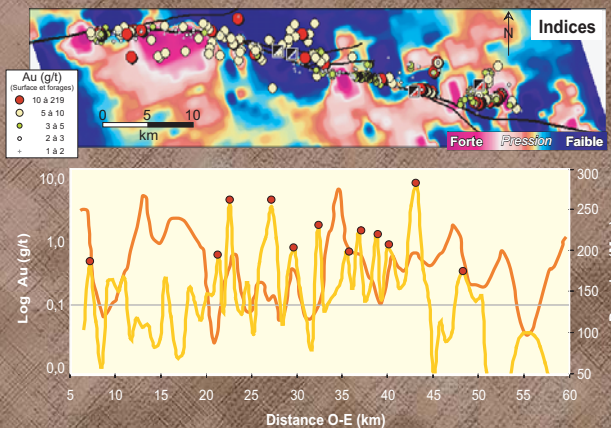 Indices
N
Au (g/t)
(Surface et forages)
10 à 219
5 à 10
3 à 5
2 à 3
1 à 2
0 5 10
km
Forte Pression Faible
Log Au (g/t)
10,0
1,0
0,1
0,0
300
250
200
150
100
50
5 10 15 20 25 30 35 40 45 50 55 60
Distance O-E (km)